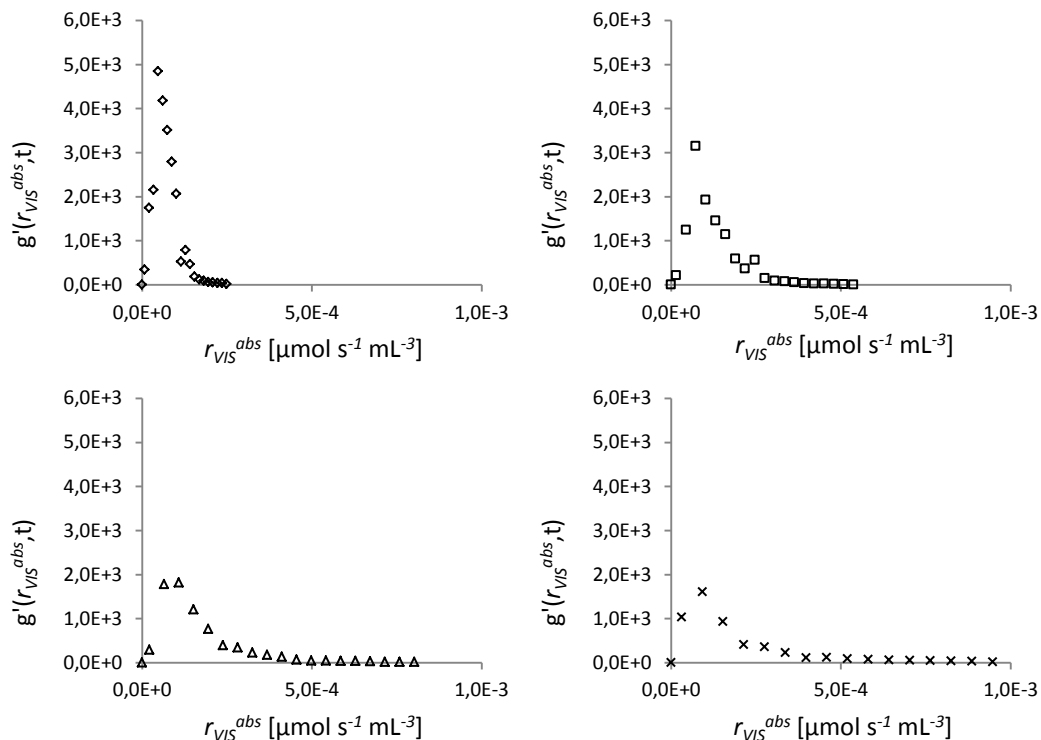 6,0E+3
5,0E+3
4,0E+3
3,0E+3
2,0E+3
1,0E+3
0,0E+0
g'(r_VIS^abs,t)
0,0E+0 5,0E-4 1,0E-3
r_VIS^abs [µmol s⁻¹ mL⁻³]
6,0E+3
5,0E+3
4,0E+3
3,0E+3
2,0E+3
1,0E+3
0,0E+0
g'(r_VIS^abs,t)
0,0E+0 5,0E-4 1,0E-3
r_VIS^abs [µmol s⁻¹ mL⁻³]
6,0E+3
5,0E+3
4,0E+3
3,0E+3
2,0E+3
1,0E+3
0,0E+0
g'(r_VIS^abs,t)
0,0E+0 5,0E-4 1,0E-3
r_VIS^abs [µmol s⁻¹ mL⁻³]
6,0E+3
5,0E+3
4,0E+3
3,0E+3
2,0E+3
1,0E+3
0,0E+0
g'(r_VIS^abs,t)
0,0E+0 5,0E-4 1,0E-3
r_VIS^abs [µmol s⁻¹ mL⁻³]